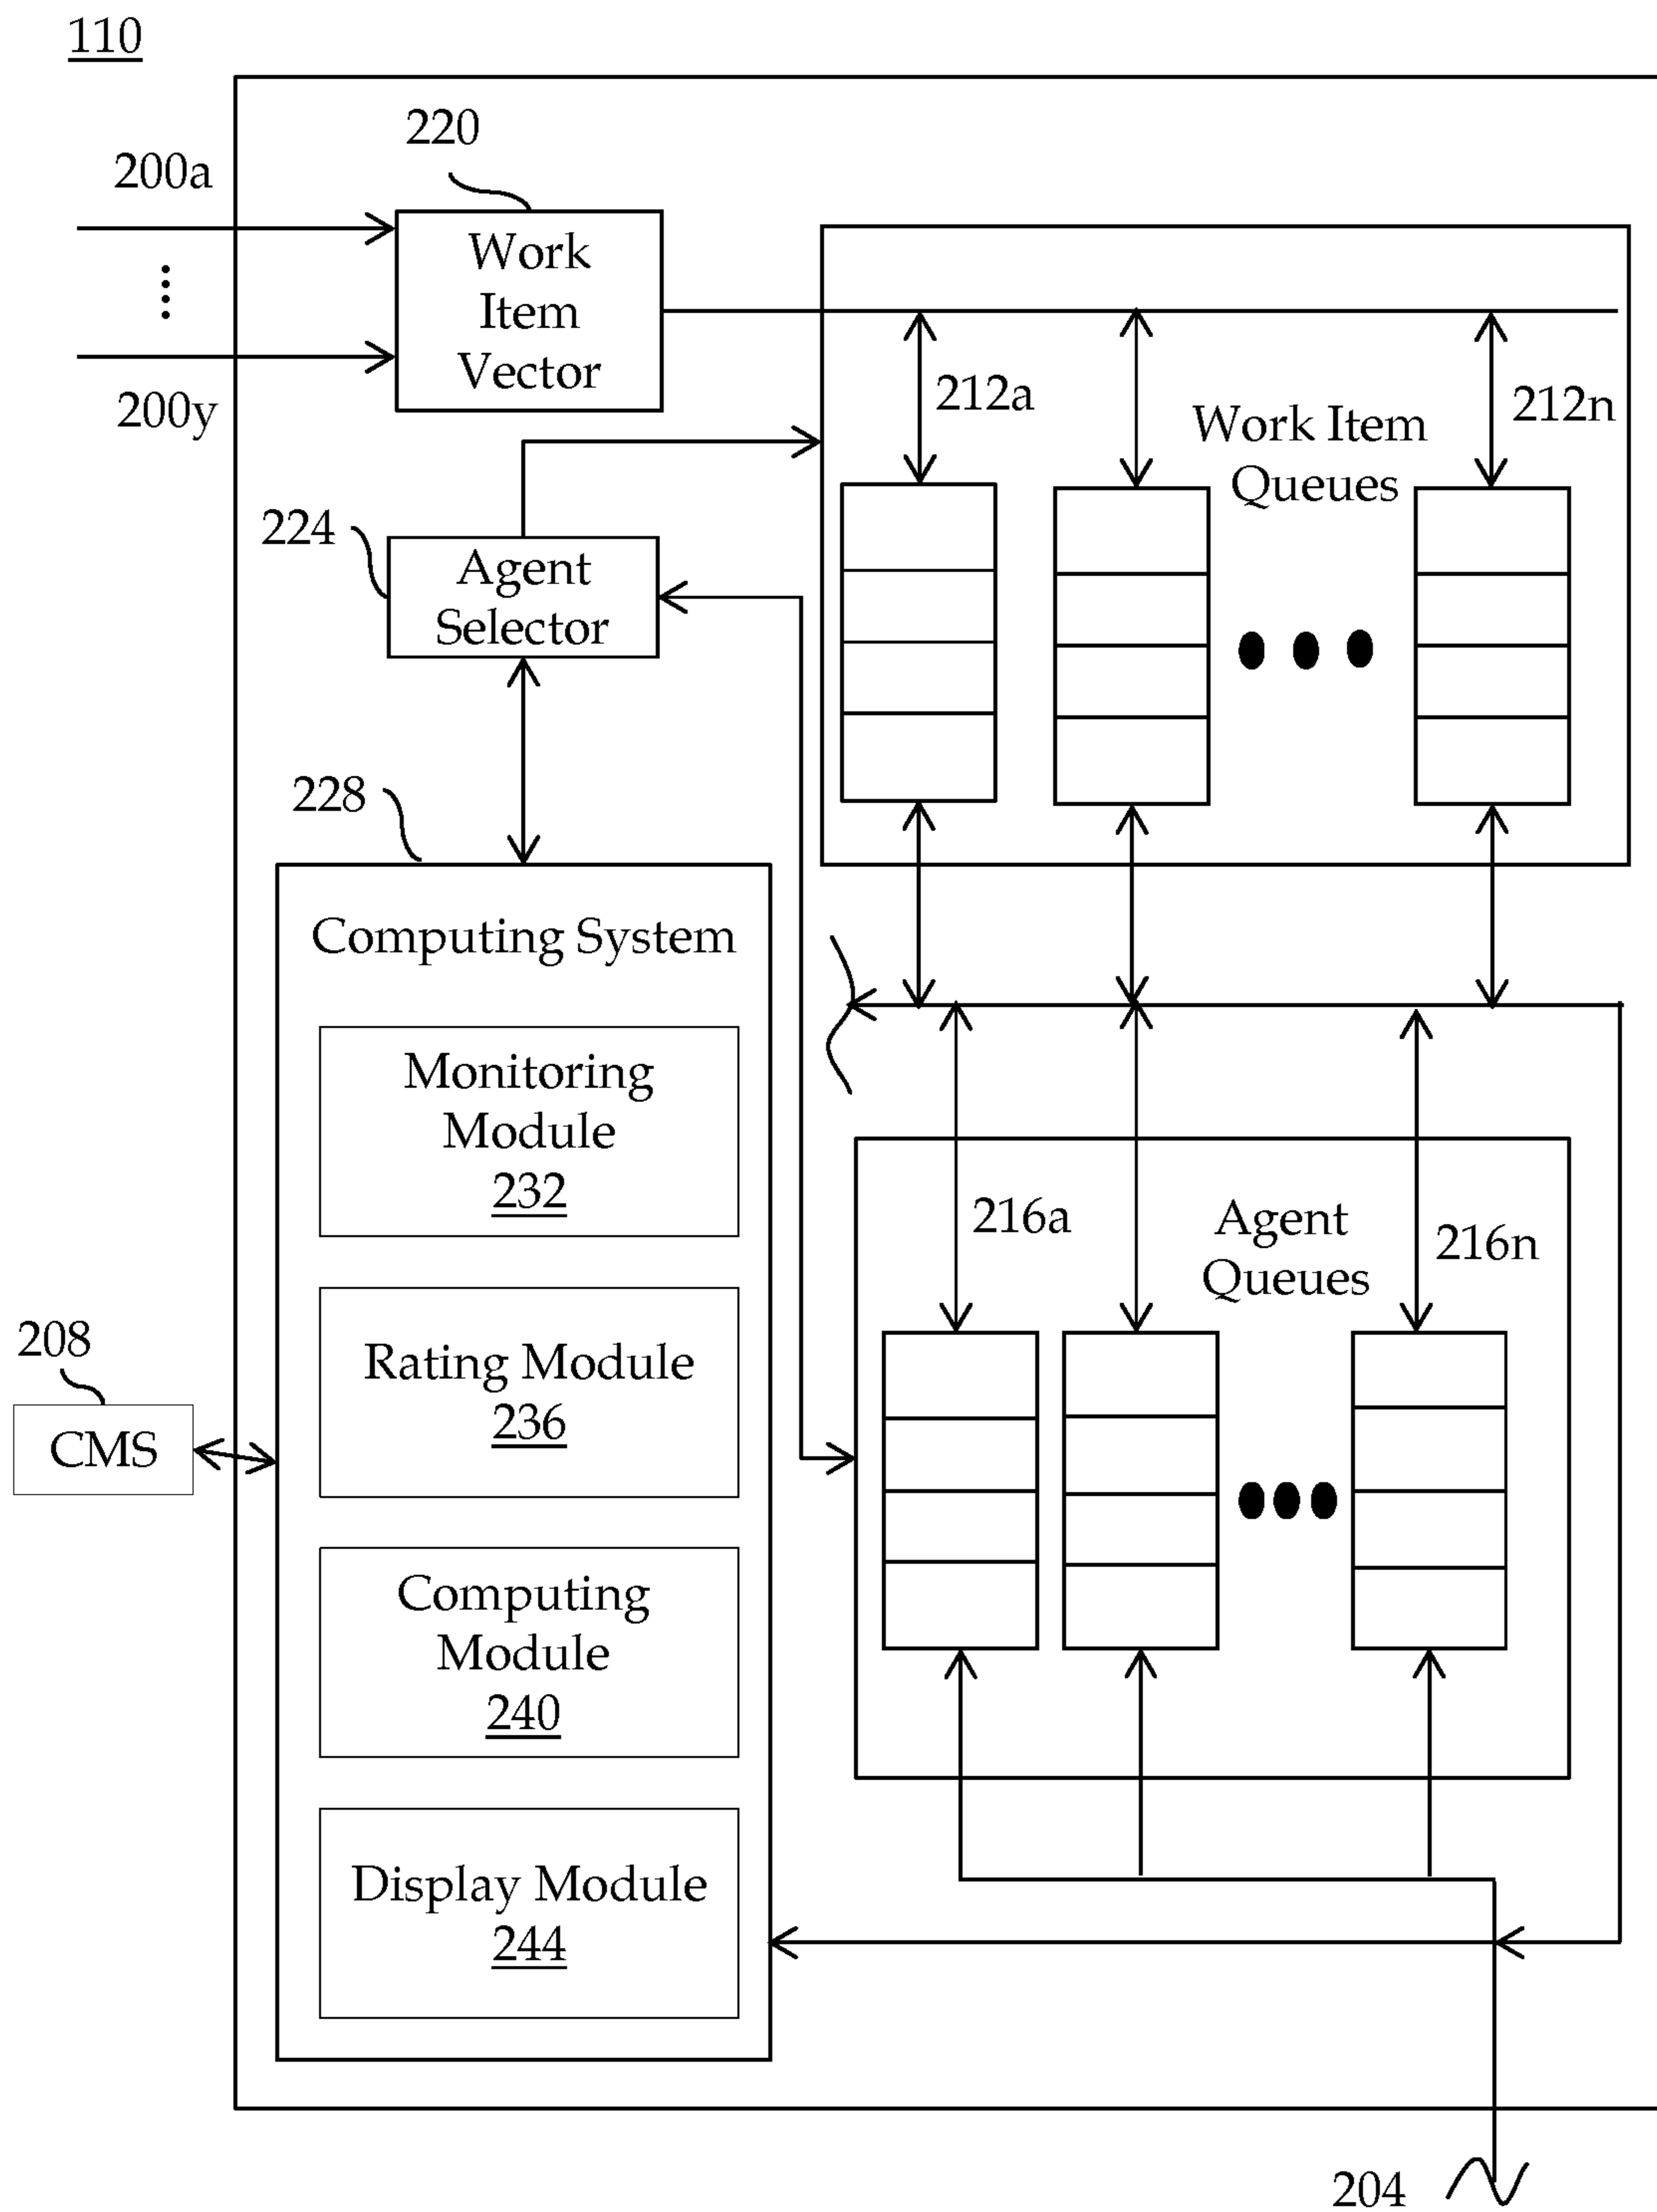 110
220
200a
Work
Item
Vector
200y
212a
Work Item
Queues
212n
224
Agent
Selector
228
Computing System
Monitoring
Module
232
216a
Agent
Queues
216n
208
CMS
Rating Module
236
Computing
Module
240
Display Module
244
204